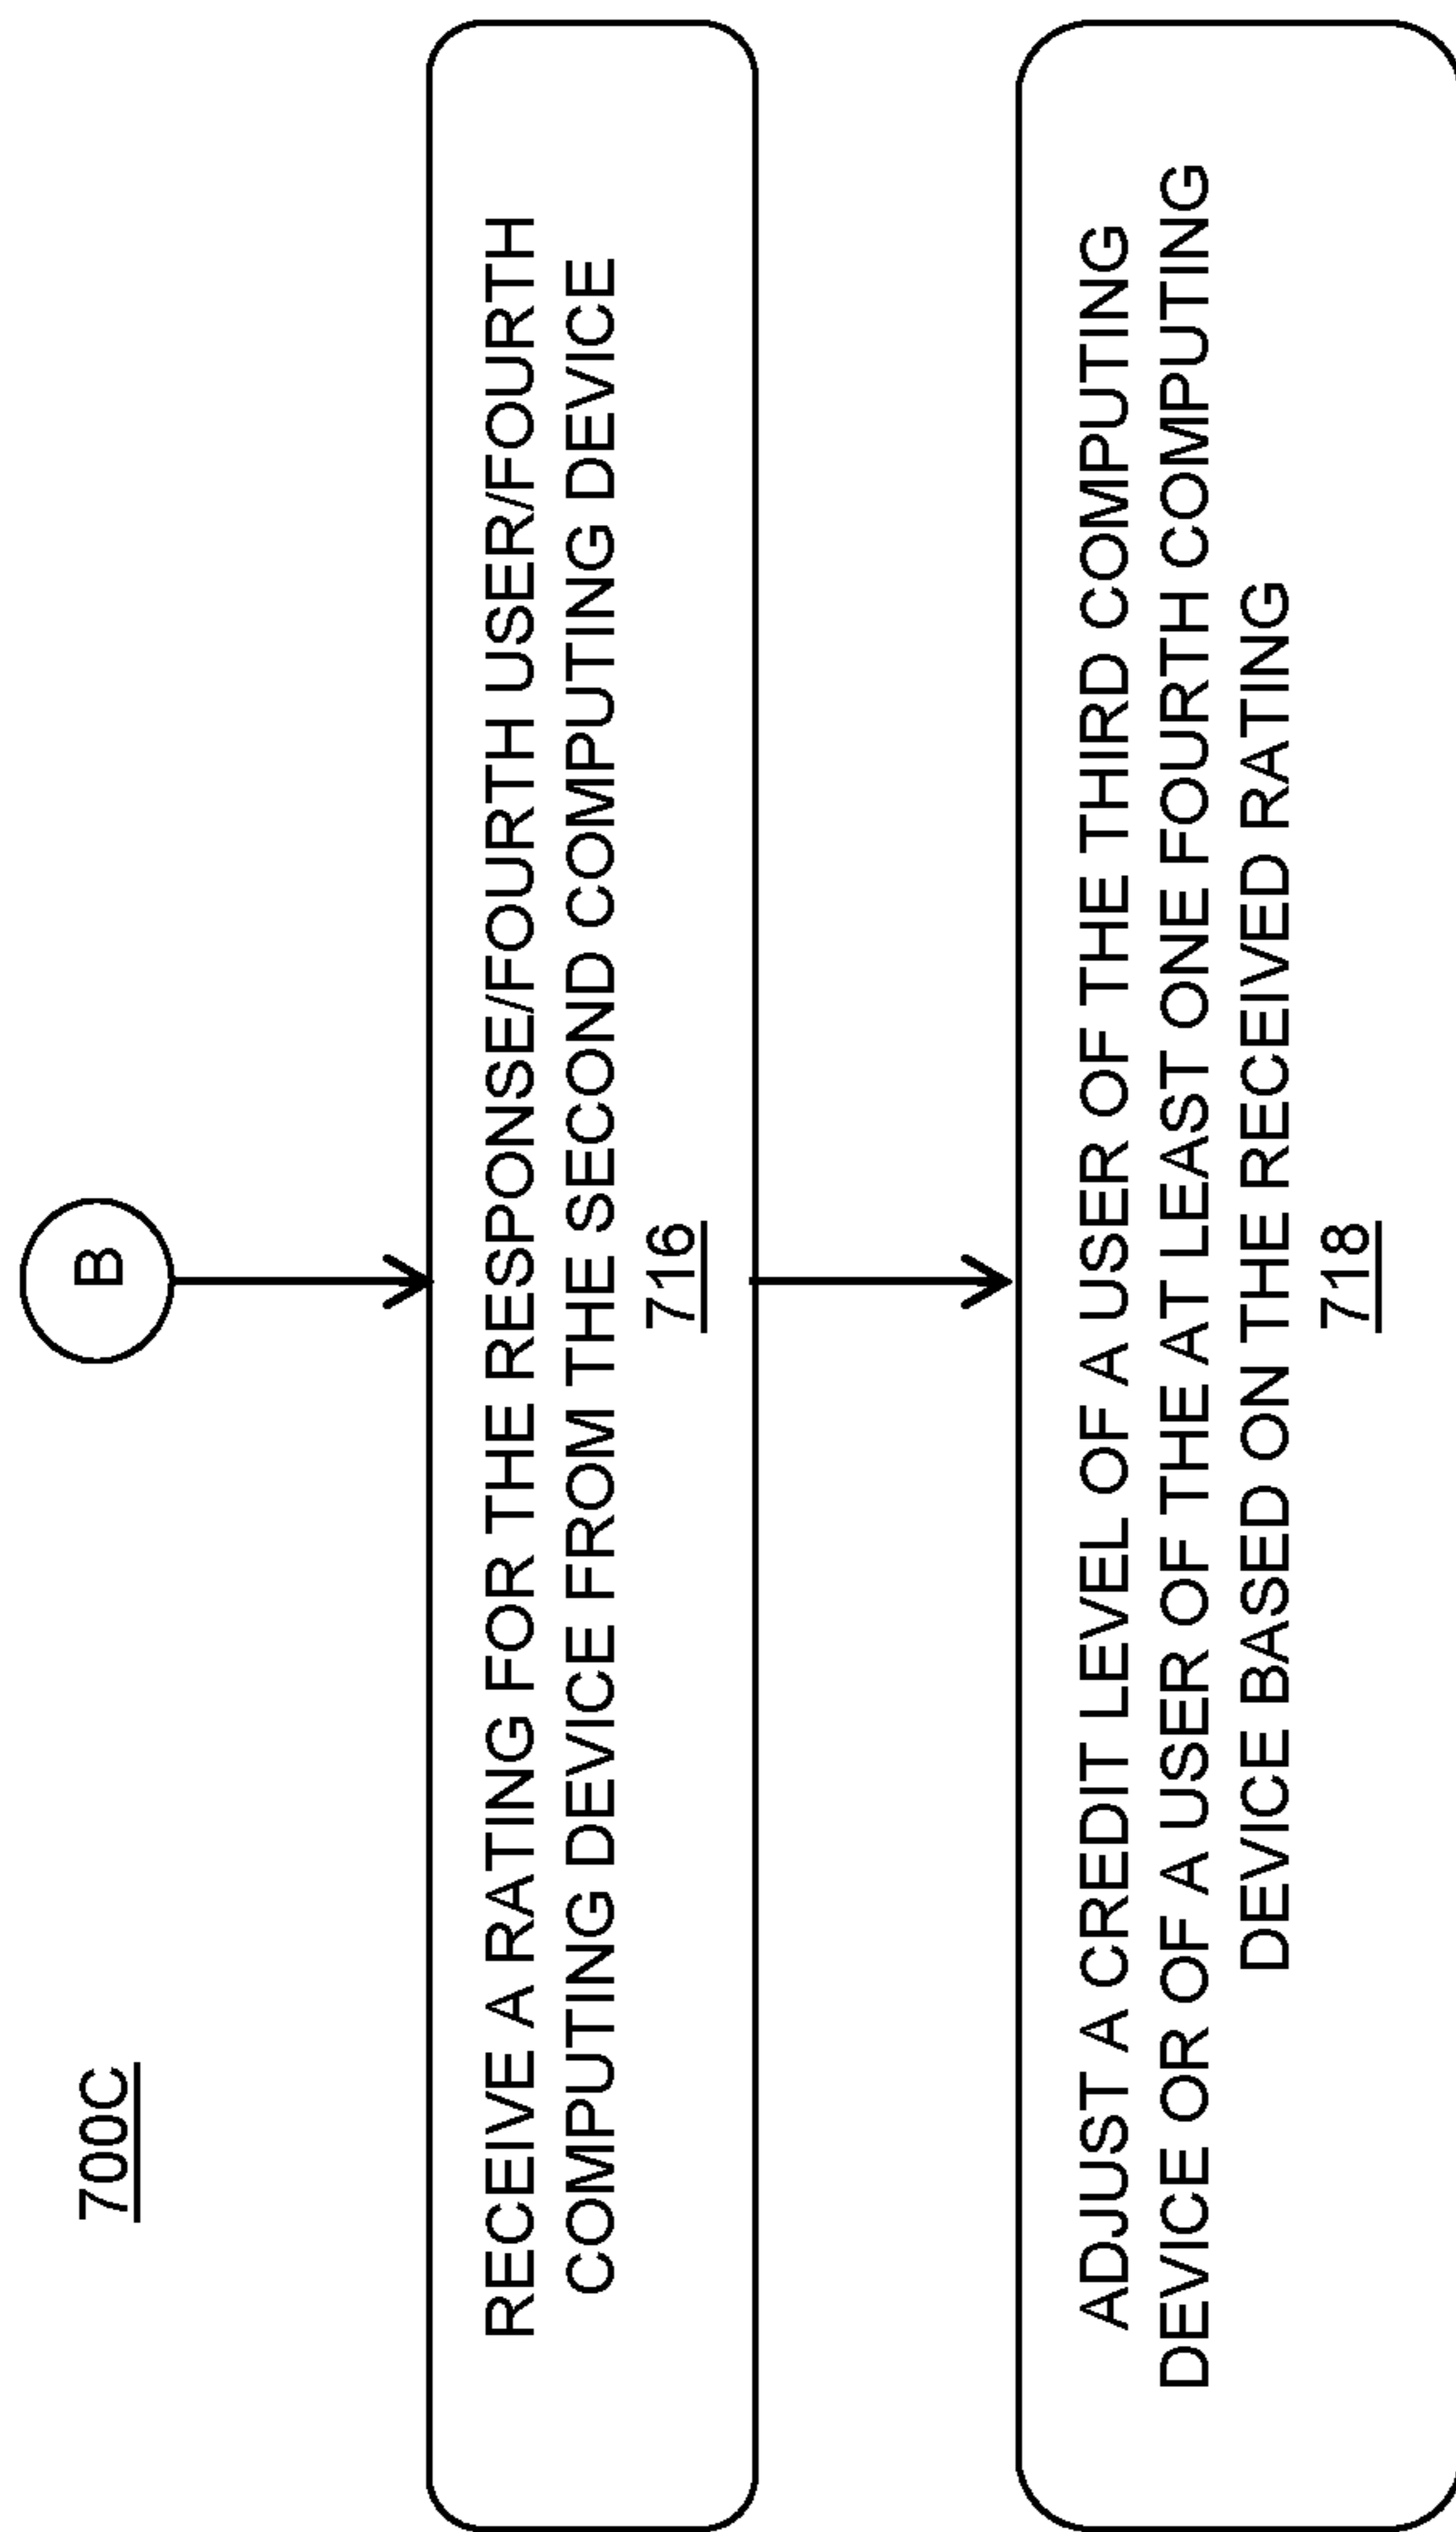 700C
B
RECEIVE A RATING FOR THE RESPONSE/FOURTH USER/FOURTH
COMPUTING DEVICE FROM THE SECOND COMPUTING DEVICE
716
ADJUST A CREDIT LEVEL OF A USER OF THE THIRD COMPUTING
DEVICE OR OF A USER OF THE AT LEAST ONE FOURTH COMPUTING
DEVICE BASED ON THE RECEIVED RATING
718